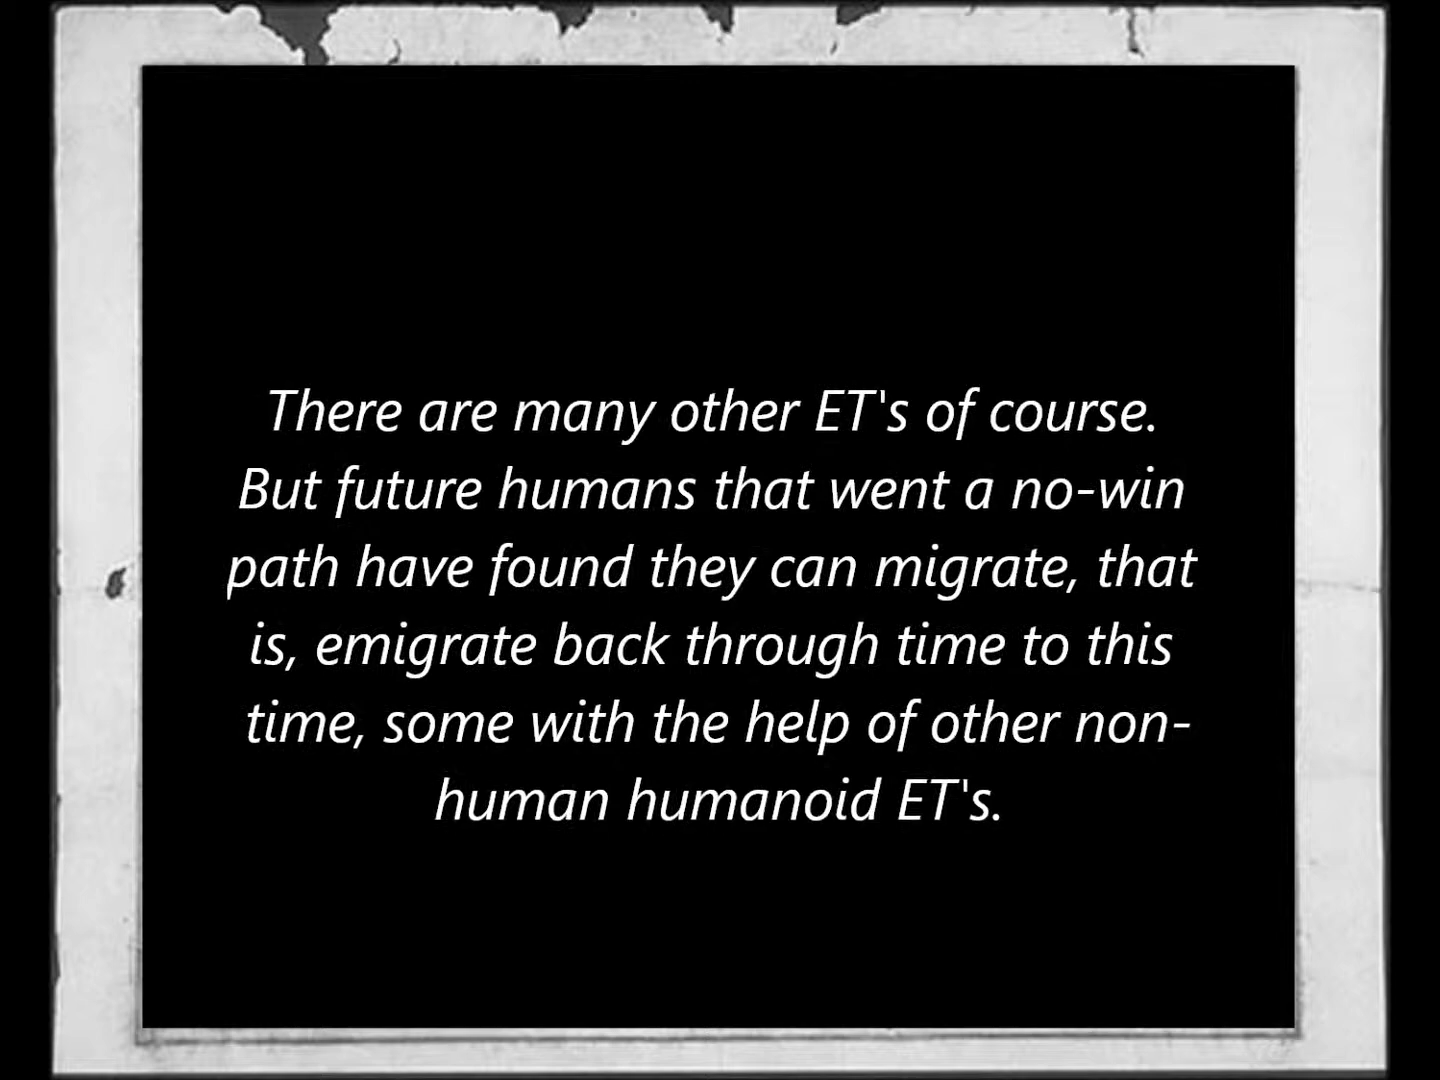 There are many other ET's of course.
But future humans that went a no-win
path have found they can migrate, that
is, emigrate back through time to this
time, some with the help of other non-
human humanoid ET's.